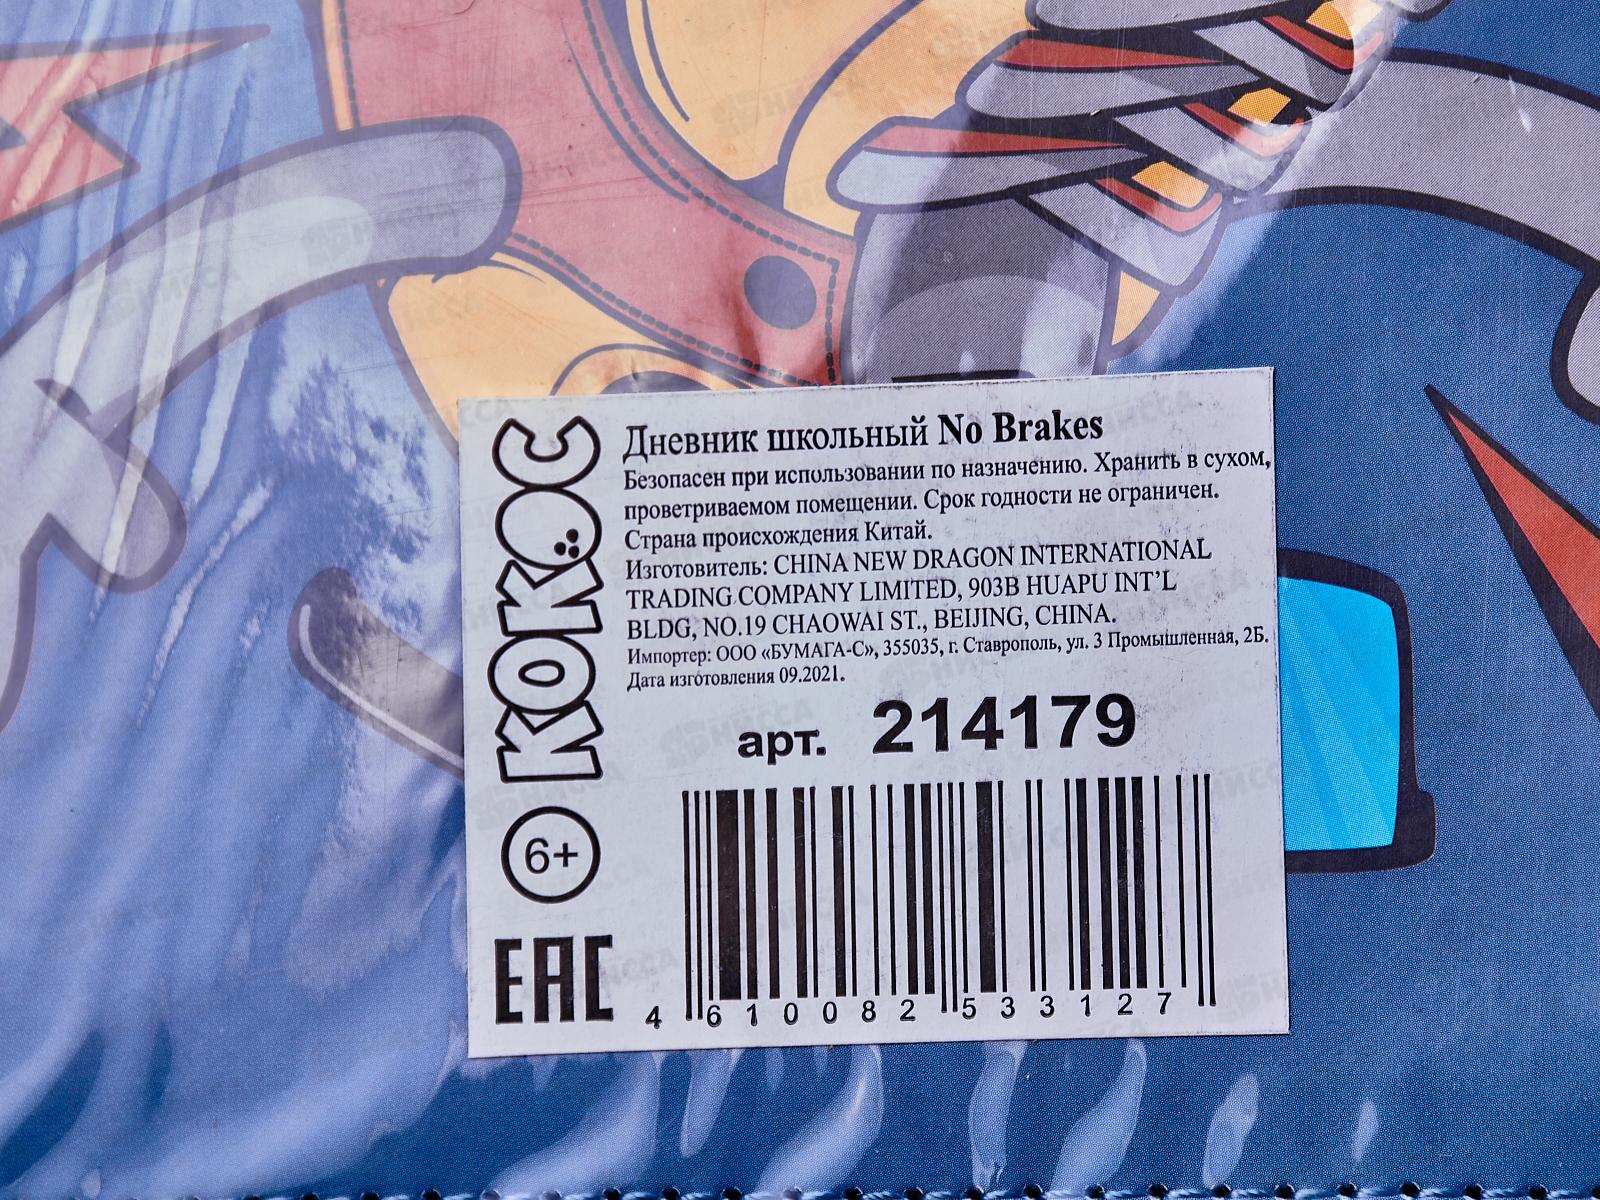 КОКОС
Дневник школьный No Brakes
Безопасен при использовании по назначению. Хранить в сухом,
проветриваемом помещении. Срок годности не ограничен.
Страна происхождения Китай.
Изготовитель: CHINA NEW DRAGON INTERNATIONAL
TRADING COMPANY LIMITED, 903B HUAPU INT'L
BLDG, NO.19 CHAOWAI ST., BEIJING, CHINA.
Импортер: ООО «БУМАГА-С», 355035, г. Ставрополь, ул. 3 Промышленная, 2Б.
Дата изготовления 09.2021.
арт. 214179
6+
EAC
4 610082 533127